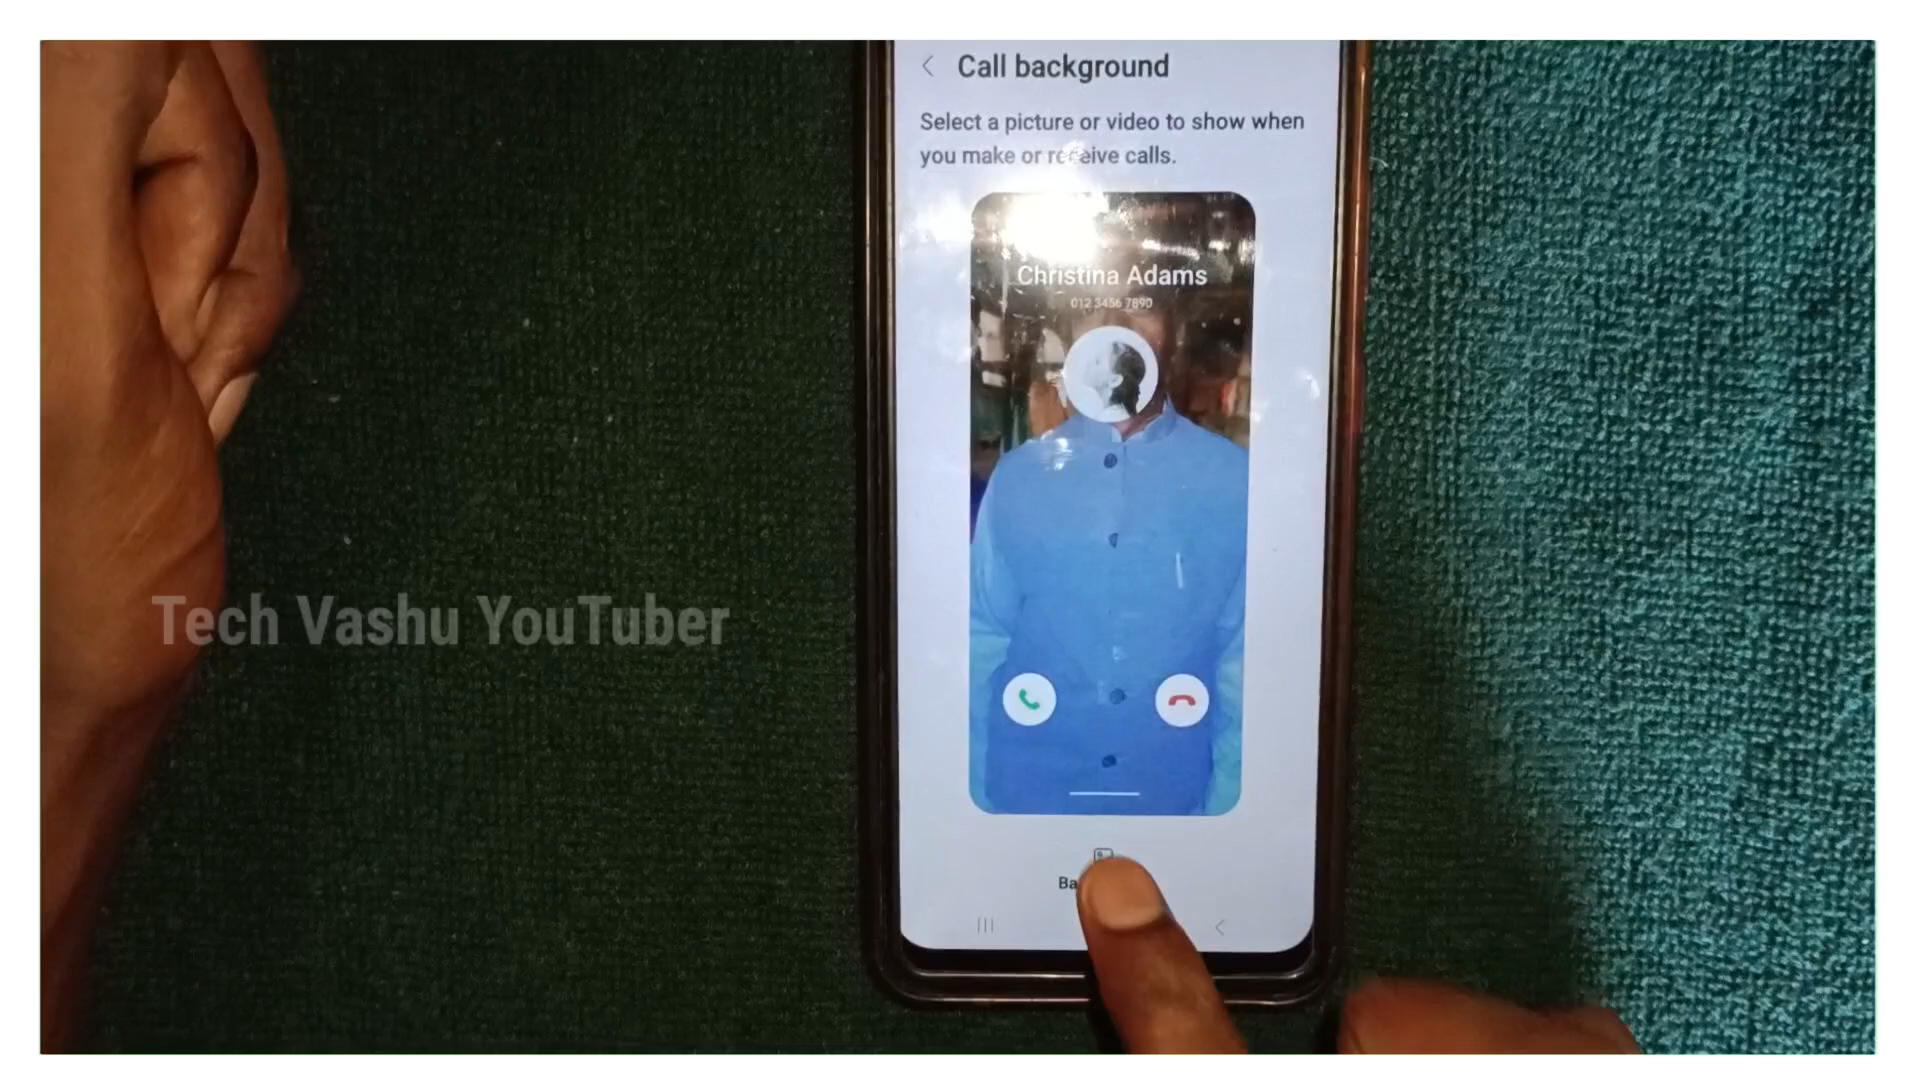 Call background
Select a picture or video to show when
you make or receive calls.
Christina Adams
012 3456 7890
Tech Vashu YouTuber